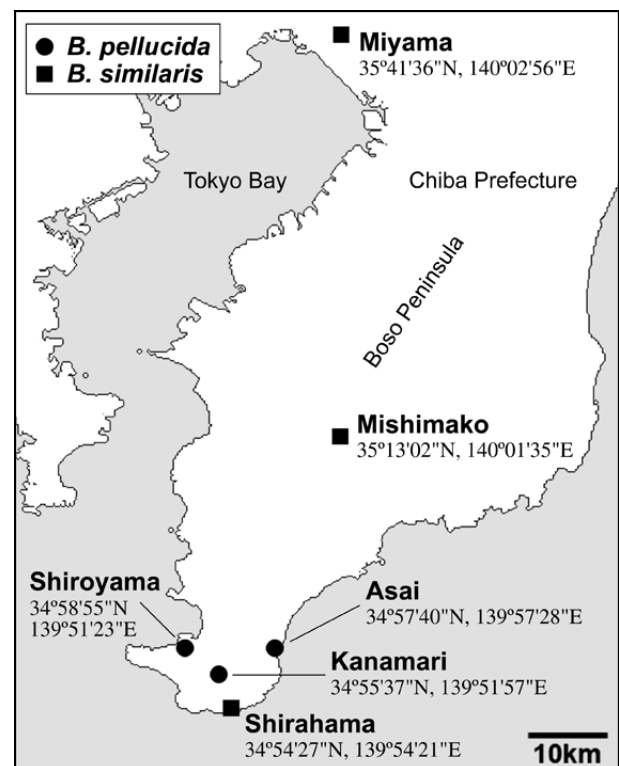 B. pellucida
B. similaris
Miyama
35º41'36"N, 140º02'56"E
Tokyo Bay
Chiba Prefecture
Boso Peninsula
Mishimako
35º13'02"N, 140º01'35"E
Shiroyama
34º58'55"N
139º51'23"E
Asai
34º57'40"N, 139º57'28"E
Kanamari
34º55'37"N, 139º51'57"E
Shirahama
34º54'27"N, 139º54'21"E
10km